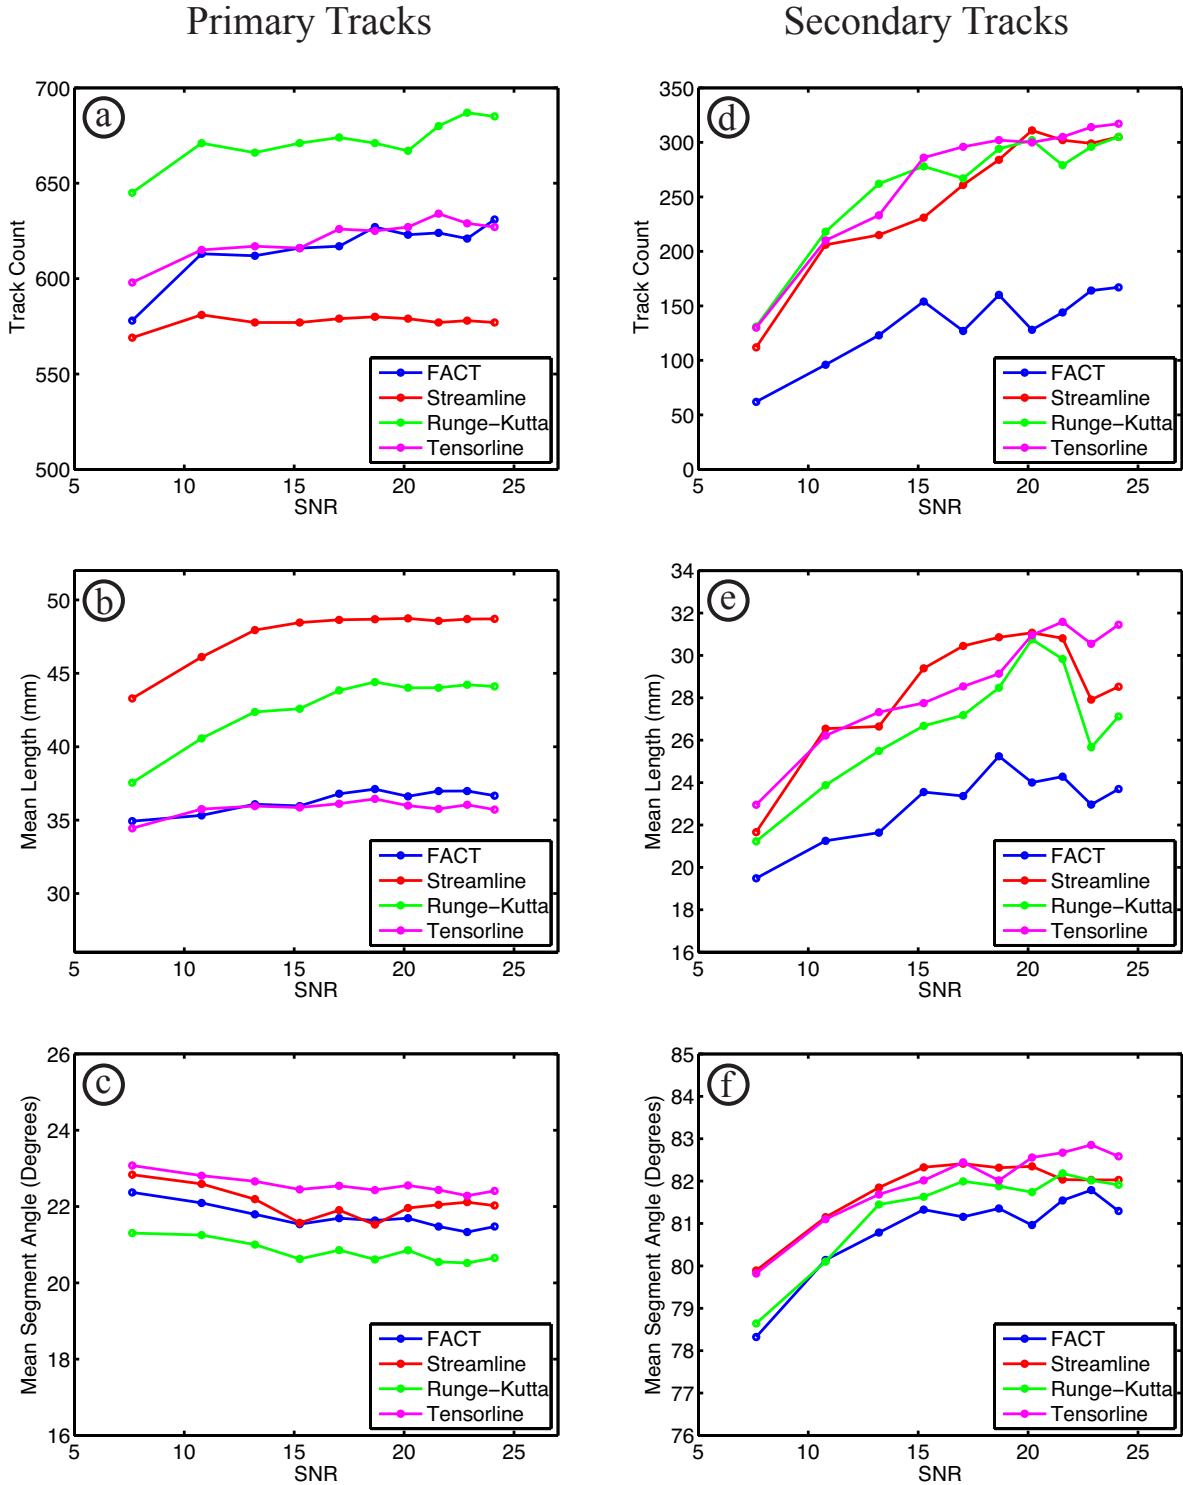 Primary Tracks
Secondary Tracks
a
700
650
600
550
500
Track Count
5 10 15 20 25
SNR
FACT
Streamline
Runge−Kutta
Tensorline
d
350
300
250
200
150
100
50
0
Track Count
5 10 15 20 25
SNR
FACT
Streamline
Runge−Kutta
Tensorline
b
50
45
40
35
30
Mean Length (mm)
5 10 15 20 25
SNR
FACT
Streamline
Runge−Kutta
Tensorline
e
34
32
30
28
26
24
22
20
18
16
Mean Length (mm)
5 10 15 20 25
SNR
FACT
Streamline
Runge−Kutta
Tensorline
c
26
24
22
20
18
16
Mean Segment Angle (Degrees)
5 10 15 20 25
SNR
FACT
Streamline
Runge−Kutta
Tensorline
f
85
84
83
82
81
80
79
78
77
76
Mean Segment Angle (Degrees)
5 10 15 20 25
SNR
FACT
Streamline
Runge−Kutta
Tensorline